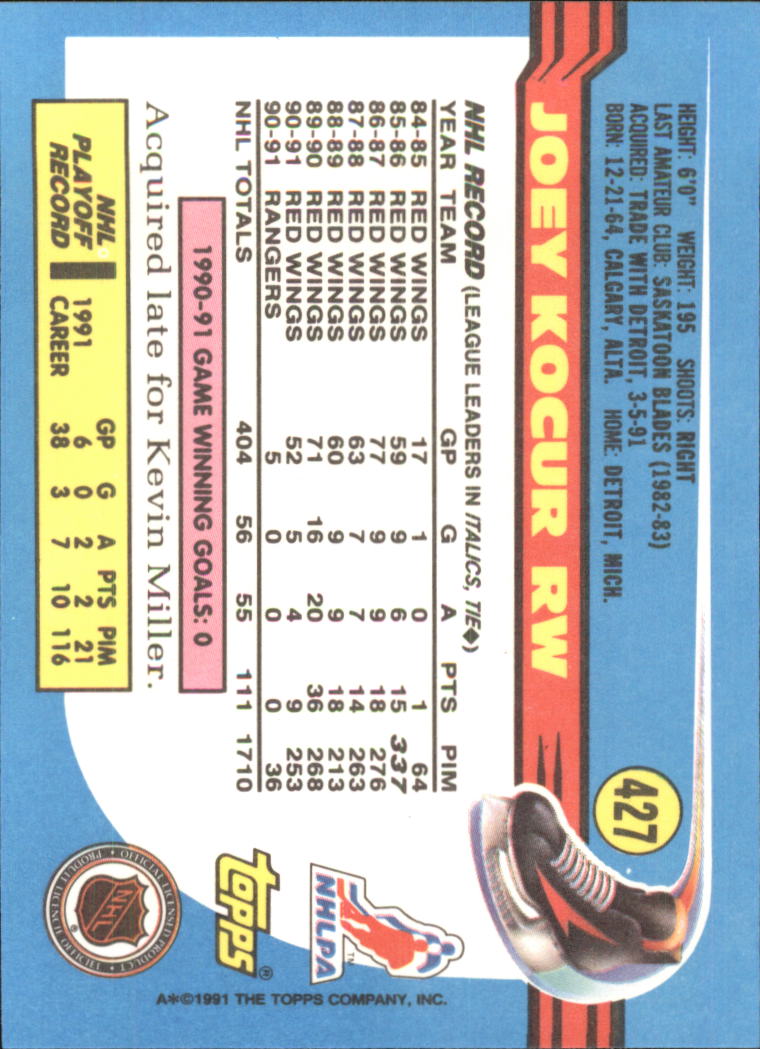 427
HEIGHT: 6'0" WEIGHT: 195 SHOOTS: RIGHT
LAST AMATEUR CLUB: SASKATOON BLADES (1982-83)
ACQUIRED: TRADE WITH DETROIT, 3-5-91
BORN: 12-21-64, CALGARY, ALTA. HOME: DETROIT, MICH.
JOEY KOCUR RW
NHL RECORD (LEAGUE LEADERS IN ITALICS, TIE◆)
YEAR TEAM GP G A PTS PIM
84-85 RED WINGS 17 1 0 1 64
85-86 RED WINGS 59 9 6 15 337
86-87 RED WINGS 77 9 9 18 276
87-88 RED WINGS 63 7 7 14 263
88-89 RED WINGS 60 9 9 18 213
89-90 RED WINGS 71 16 20 36 268
90-91 RED WINGS 52 5 4 9 253
90-91 RANGERS 5 0 0 0 36
NHL TOTALS 404 56 55 111 1710
1990-91 GAME WINNING GOALS: 0
Acquired late for Kevin Miller.
NHL PLAYOFF RECORD
GP G A PTS PIM
1991 6 0 2 2 21
CAREER 38 3 7 10 116
NHLPA TM
TOPPS ®
OFFICIAL LICENSED PRODUCT • PRODUIT LICENCIÉ OFFICIEL •
NHL ®
A*©1991 THE TOPPS COMPANY, INC.